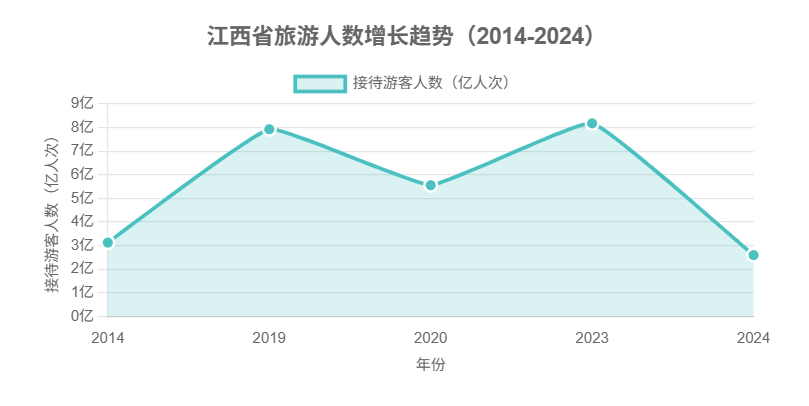 江西省旅游人数增长趋势（2014-2024）
接待游客人数（亿人次）
9亿
8亿
7亿
6亿
5亿
4亿
3亿
2亿
1亿
0亿
接待游客人数（亿人次）
2014 2019 2020 2023 2024
年份